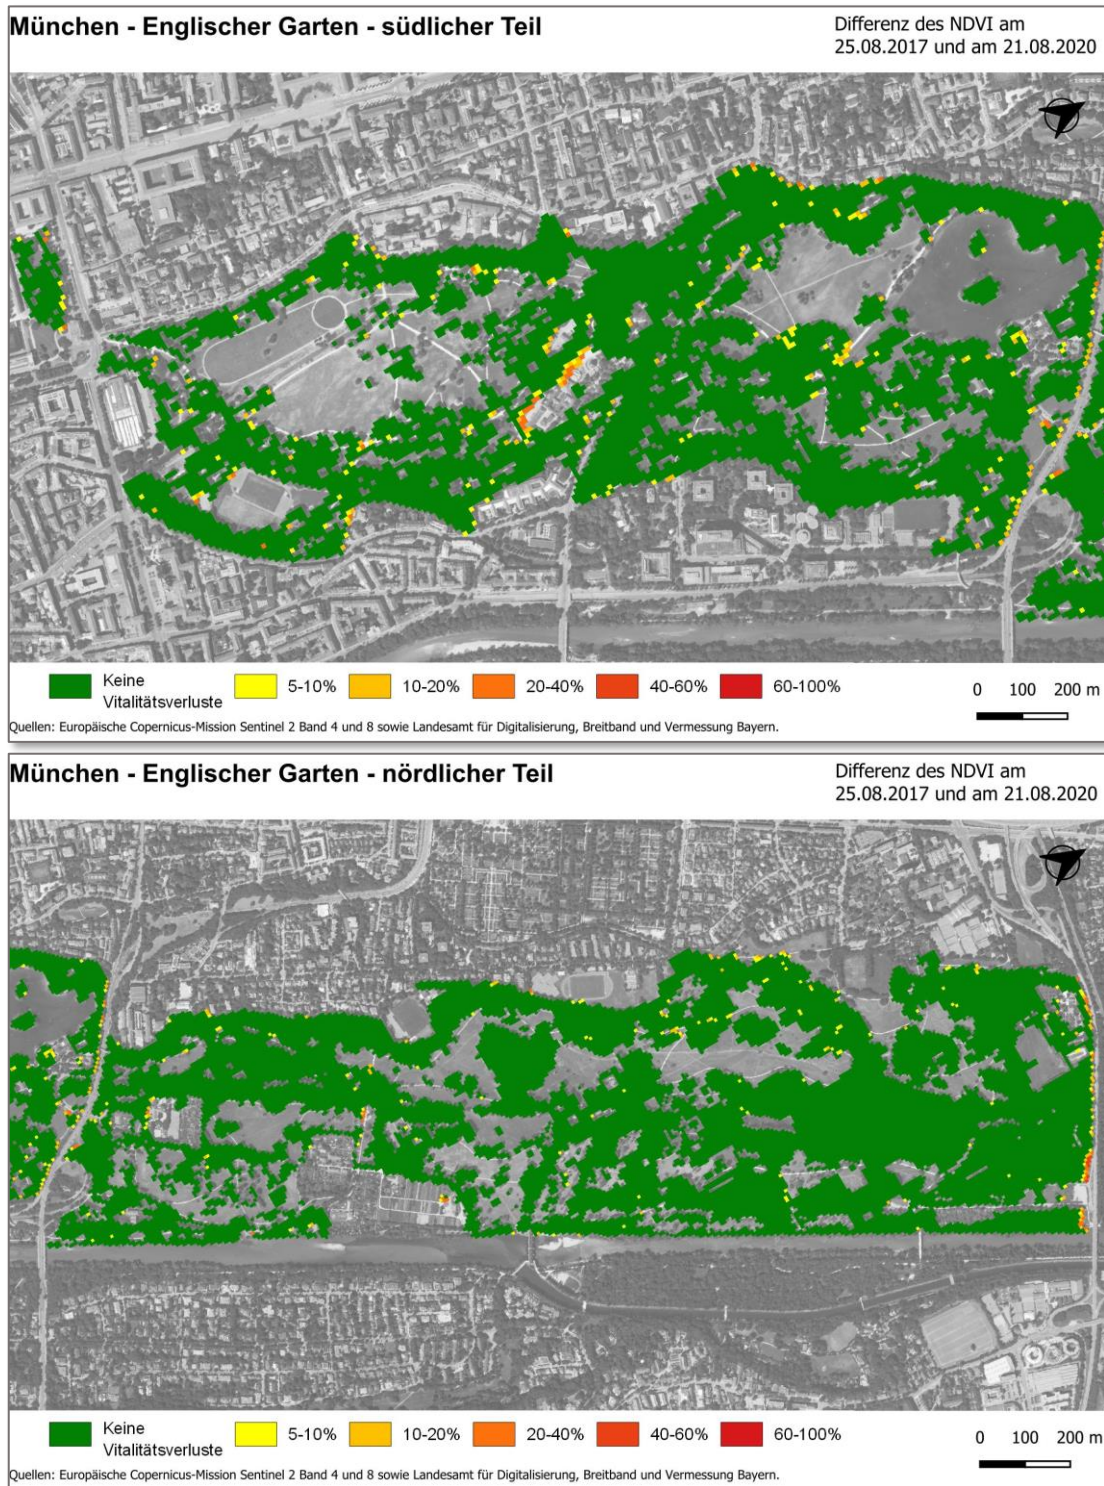 München - Englischer Garten - südlicher Teil
Differenz des NDVI am
25.08.2017 und am 21.08.2020
Keine
Vitalitätsverluste
5-10%
10-20%
20-40%
40-60%
60-100%
0 100 200 m
Quellen: Europäische Copernicus-Mission Sentinel 2 Band 4 und 8 sowie Landesamt für Digitalisierung, Breitband und Vermessung Bayern.
München - Englischer Garten - nördlicher Teil
Differenz des NDVI am
25.08.2017 und am 21.08.2020
Keine
Vitalitätsverluste
5-10%
10-20%
20-40%
40-60%
60-100%
0 100 200 m
Quellen: Europäische Copernicus-Mission Sentinel 2 Band 4 und 8 sowie Landesamt für Digitalisierung, Breitband und Vermessung Bayern.